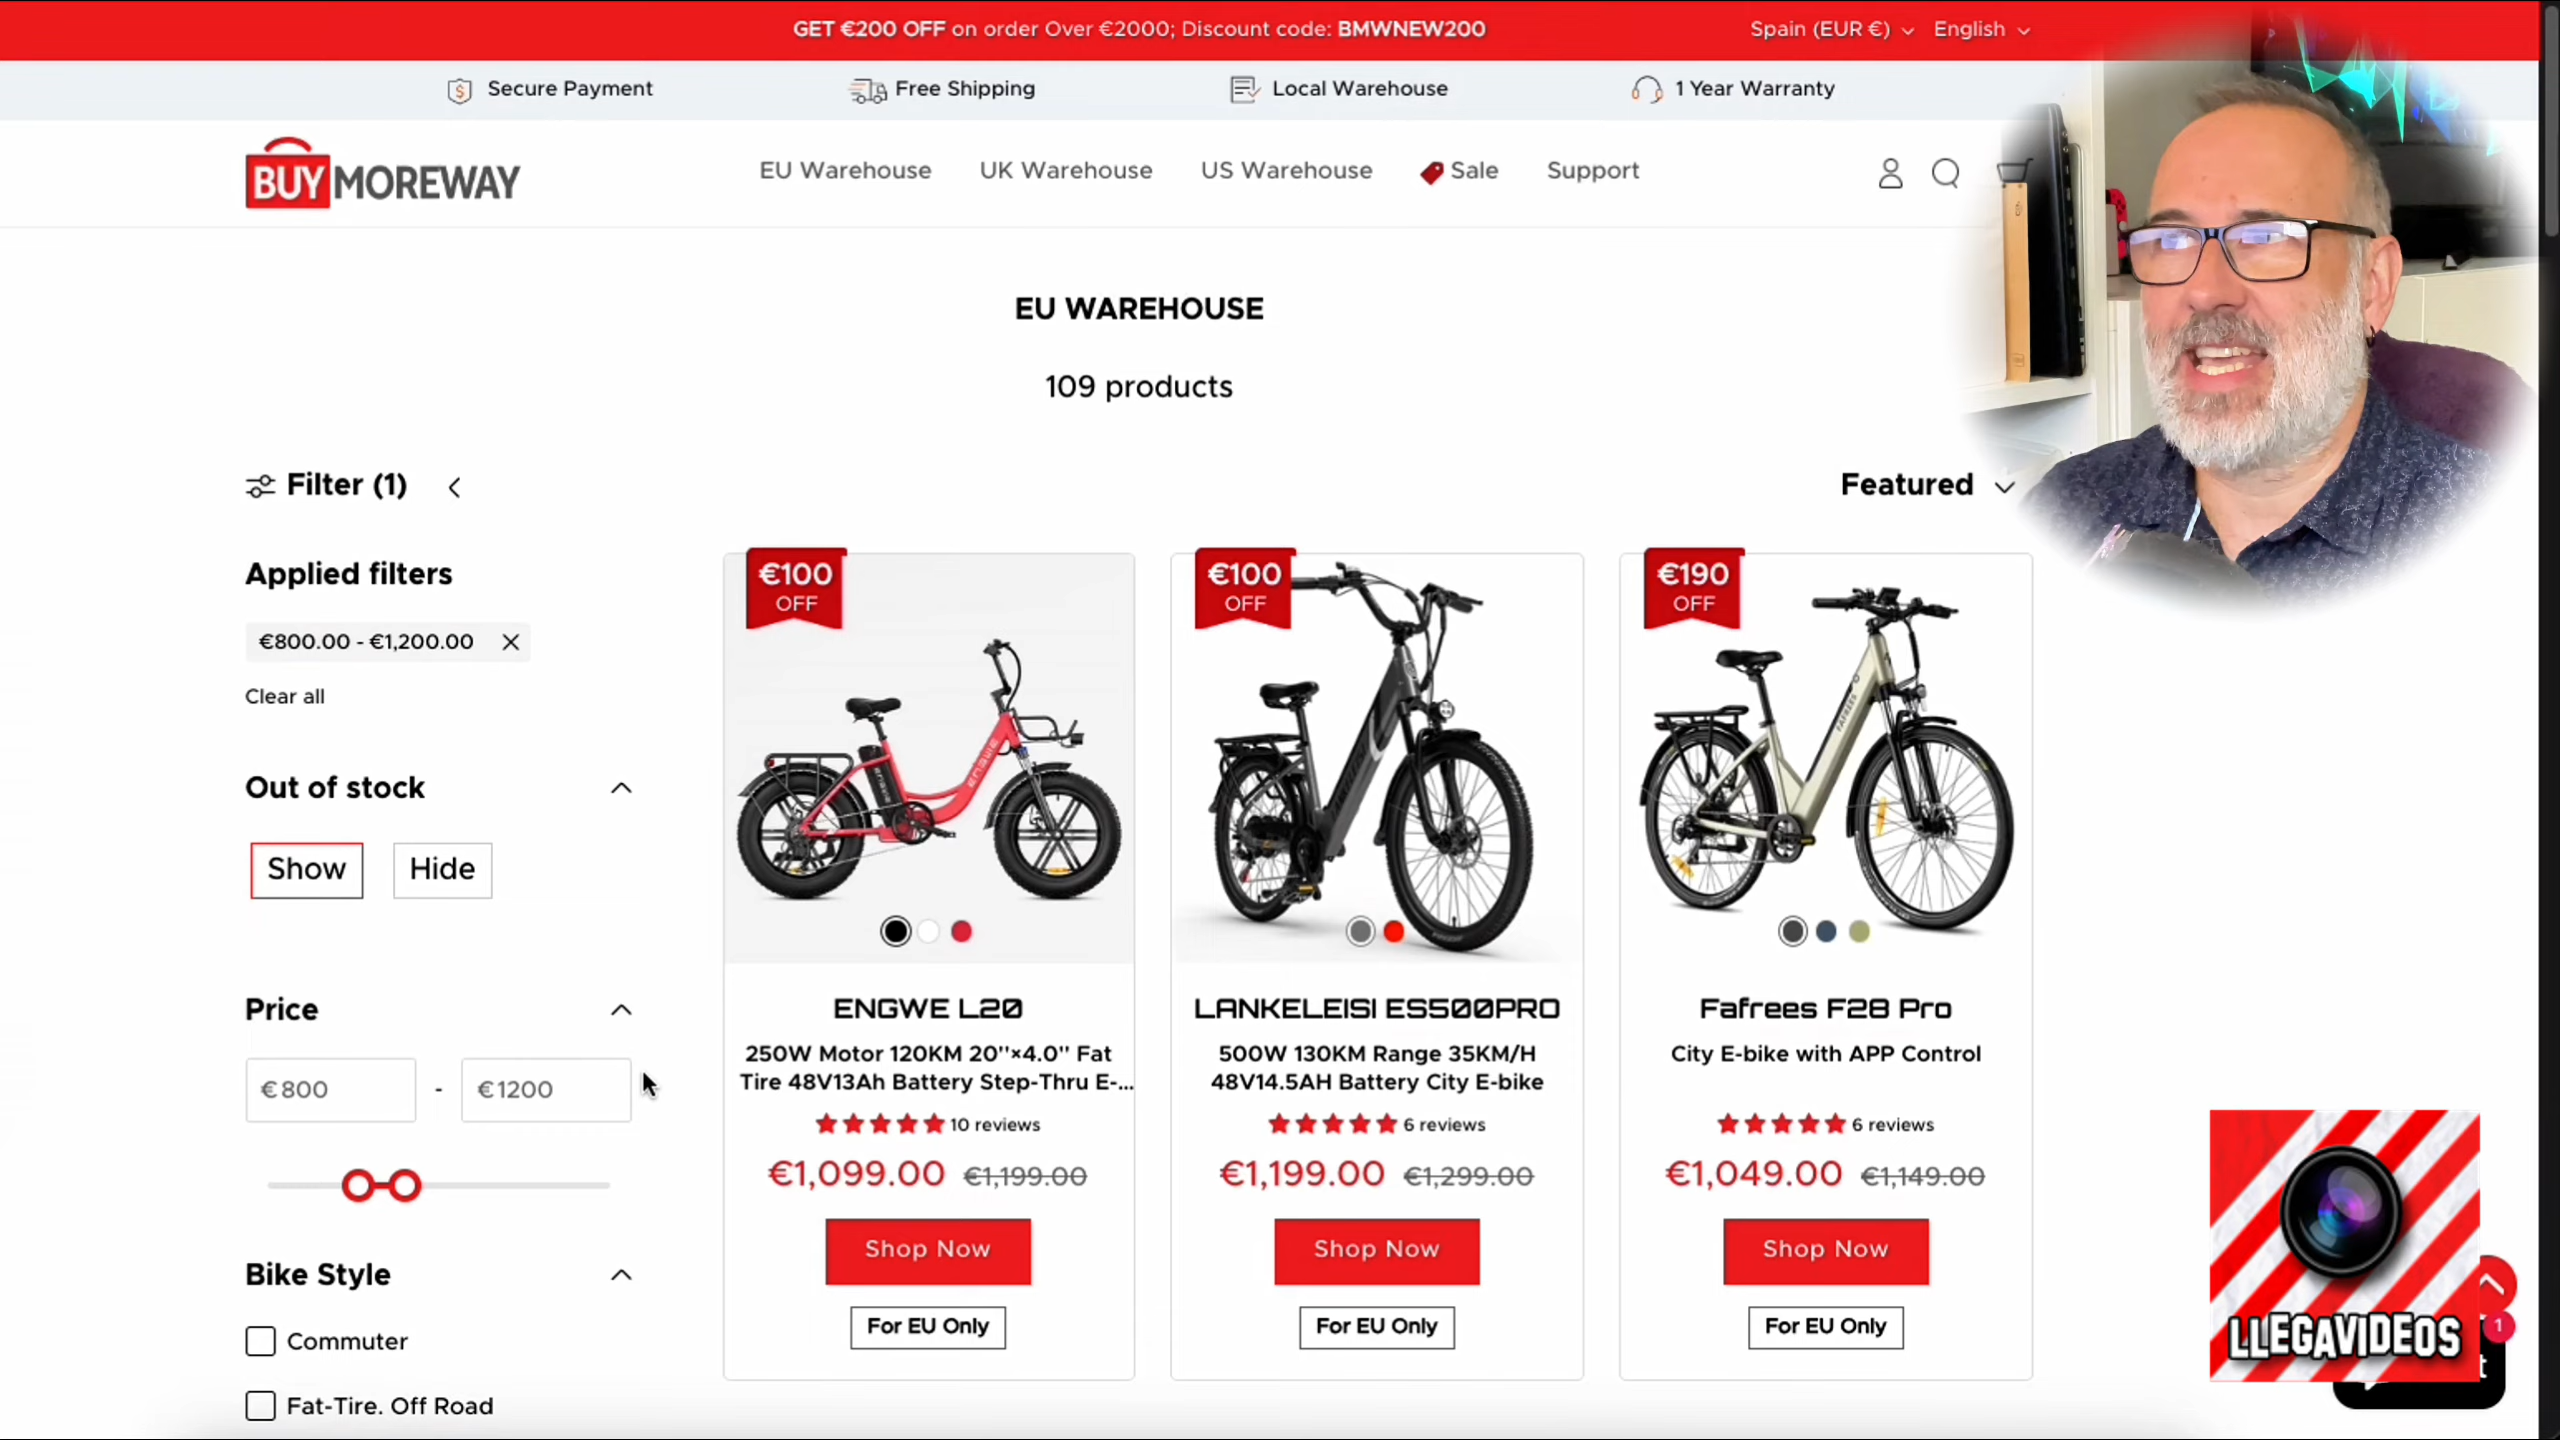 GET €200 OFF on order Over €2000; Discount code: BMWNEW200
Spain (EUR €)
English
Secure Payment
Free Shipping
Local Warehouse
1 Year Warranty
BUYMOREWAY
EU Warehouse
UK Warehouse
US Warehouse
Sale
Support
EU WAREHOUSE
109 products
Filter (1)
Featured
Applied filters
€800.00 - €1,200.00
Clear all
Out of stock
Show
Hide
Price
€ 800
-
€ 1200
Bike Style
Commuter
Fat-Tire. Off Road
€100
OFF
ENGWE
ENGWE L20
250W Motor 120KM 20''×4.0" Fat
Tire 48V13Ah Battery Step-Thru E-...
10 reviews
€1,099.00 €1,199.00
Shop Now
For EU Only
€100
OFF
LANKELEISI ES500PRO
500W 130KM Range 35KM/H
48V14.5AH Battery City E-bike
6 reviews
€1,199.00 €1,299.00
Shop Now
For EU Only
€190
OFF
FAFREES
Fafrees F28 Pro
City E-bike with APP Control
6 reviews
€1,049.00 €1,149.00
Shop Now
For EU Only
LLEGAVIDEOS
1